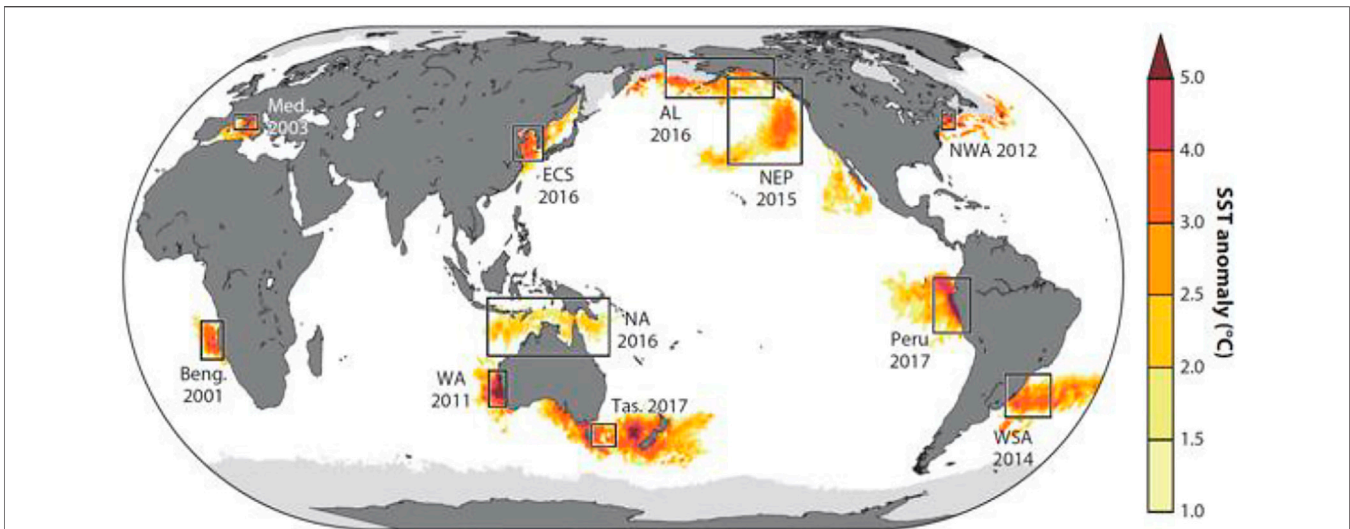 Med.
2003
AL
2016
ECS
2016
NEP
2015
NWA 2012
NA
2016
Peru
2017
Beng.
2001
WA
2011
Tas. 2017
WSA
2014
5.0
4.0
3.0
2.5
2.0
1.5
1.0
SST anomaly (°C)